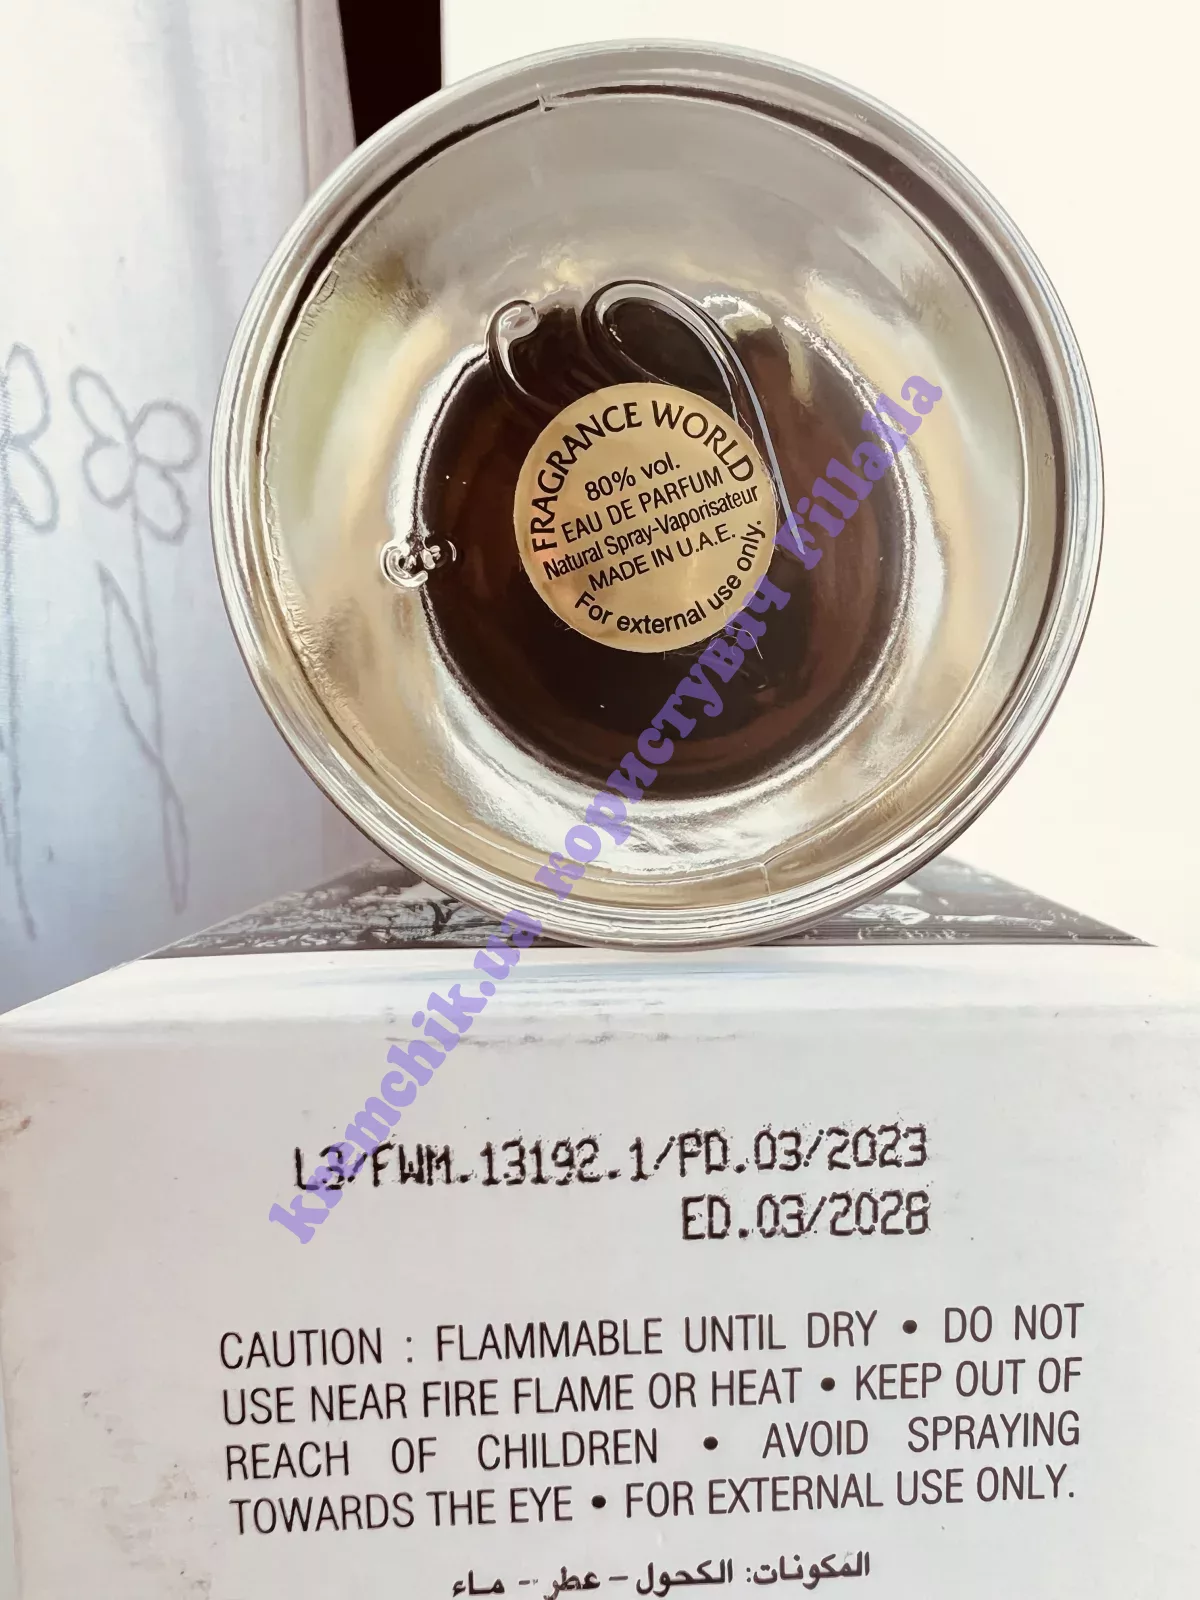 FRAGRANCE WORLD
80% vol.
EAU DE PARFUM
Natural Spray-Vaporisateur
MADE IN U.A.E.
For external use only.
kremchik.ua користувач Fillalla
L3/FWM.13192.1/PD.03/2023
ED.03/2028
CAUTION : FLAMMABLE UNTIL DRY • DO NOT
USE NEAR FIRE FLAME OR HEAT • KEEP OUT OF
REACH OF CHILDREN • AVOID SPRAYING
TOWARDS THE EYE • FOR EXTERNAL USE ONLY.
المكونات: الكحول – عطر – ماء